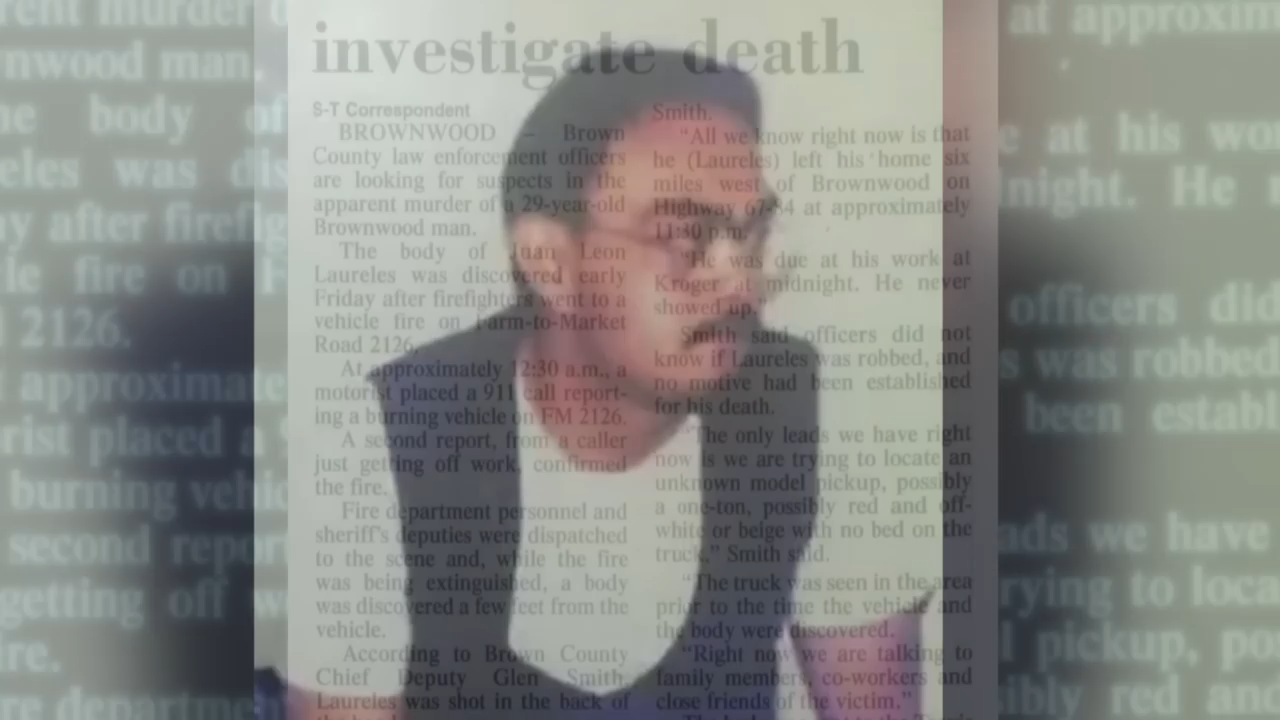 investigate death
S-T Correspondent
BROWNWOOD – Brown
County law enforcement officers
are looking for suspects in the
apparent murder of a 29-year-old
Brownwood man.
The body of Juan Leon
Laureles was discovered early
Friday after firefighters went to a
vehicle fire on Farm-to-Market
Road 2126.
At approximately 12:30 a.m., a
motorist placed a 911 call report-
ing a burning vehicle on FM 2126.
A second report, from a caller
just getting off work, confirmed
the fire.
Fire department personnel and
sheriff's deputies were dispatched
to the scene and, while the fire
was being extinguished, a body
was discovered a few feet from the
vehicle.
According to Brown County
Chief Deputy Glen Smith,
Laureles was shot in the back of
Smith.
"All we know right now is that
he (Laureles) left his home six
miles west of Brownwood on
Highway 67-84 at approximately
11:30 p.m.
"He was due at his work at
Kroger at midnight. He never
showed up."
Smith said officers did not
know if Laureles was robbed, and
no motive had been established
for his death.
"The only leads we have right
now is we are trying to locate an
unknown model pickup, possibly
a one-ton, possibly red and off-
white or beige with no bed on the
truck," Smith said.
"The truck was seen in the area
prior to the time the vehicle and
the body were discovered.
"Right now we are talking to
family members, co-workers and
close friends of the victim."